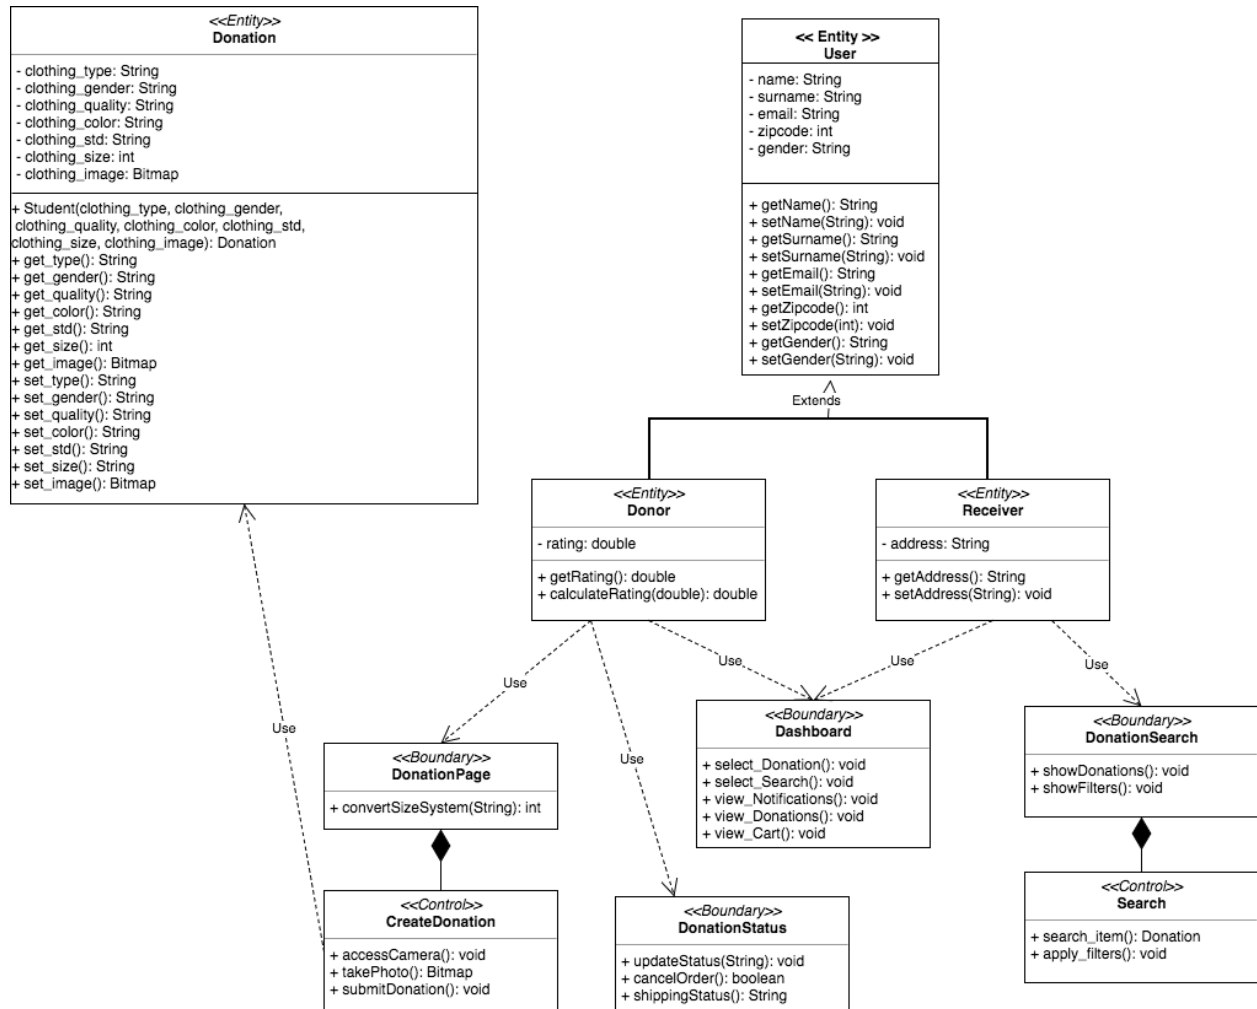 <<Entity>>
Donation
- clothing_type: String
- clothing_gender: String
- clothing_quality: String
- clothing_color: String
- clothing_std: String
- clothing_size: int
- clothing_image: Bitmap
+ Student(clothing_type, clothing_gender,
clothing_quality, clothing_color, clothing_std,
clothing_size, clothing_image): Donation
+ get_type(): String
+ get_gender(): String
+ get_quality(): String
+ get_color(): String
+ get_std(): String
+ get_size(): int
+ get_image(): Bitmap
+ set_type(): String
+ set_gender(): String
+ set_quality(): String
+ set_color(): String
+ set_std(): String
+ set_size(): String
+ set_image(): Bitmap
<< Entity >>
User
- name: String
- surname: String
- email: String
- zipcode: int
- gender: String
+ getName(): String
+ setName(String): void
+ getSurname(): String
+ setSurname(String): void
+ getEmail(): String
+ setEmail(String): void
+ getZipcode(): int
+ setZipcode(int): void
+ getGender(): String
+ setGender(String): void
Extends
<<Entity>>
Donor
- rating: double
+ getRating(): double
+ calculateRating(double): double
<<Entity>>
Receiver
- address: String
+ getAddress(): String
+ setAddress(String): void
Use
Use
Use
Use
Use
Use
<<Boundary>>
DonationPage
+ convertSizeSystem(String): int
<<Boundary>>
Dashboard
+ select_Donation(): void
+ select_Search(): void
+ view_Notifications(): void
+ view_Donations(): void
+ view_Cart(): void
<<Boundary>>
DonationSearch
+ showDonations(): void
+ showFilters(): void
<<Control>>
CreateDonation
+ accessCamera(): void
+ takePhoto(): Bitmap
+ submitDonation(): void
<<Boundary>>
DonationStatus
+ updateStatus(String): void
+ cancelOrder(): boolean
+ shippingStatus(): String
<<Control>>
Search
+ search_item(): Donation
+ apply_filters(): void